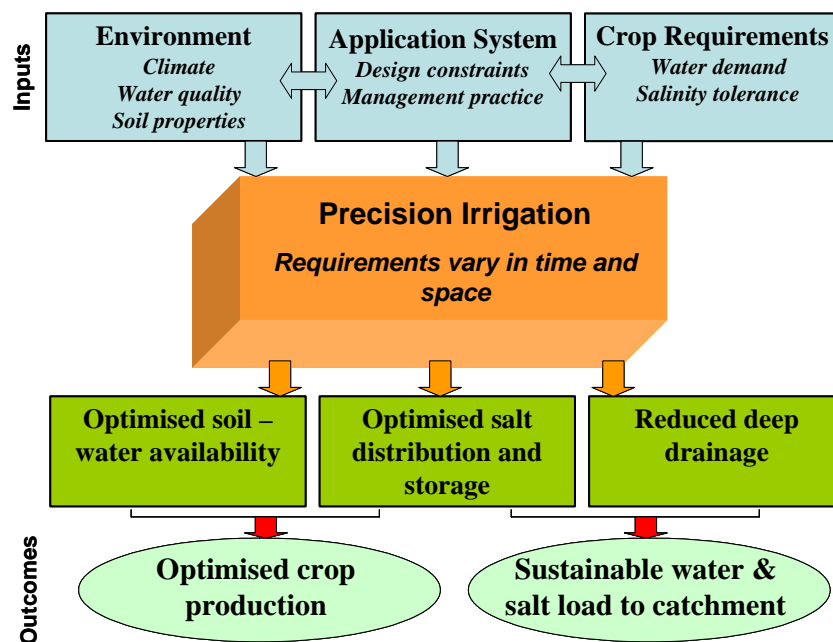 Inputs
Environment
Climate
Water quality
Soil properties
Application System
Design constraints
Management practice
Crop Requirements
Water demand
Salinity tolerance
Precision Irrigation
Requirements vary in time and
space
Optimised soil –
water availability
Optimised salt
distribution and
storage
Reduced deep
drainage
Outcomes
Optimised crop
production
Sustainable water &
salt load to catchment